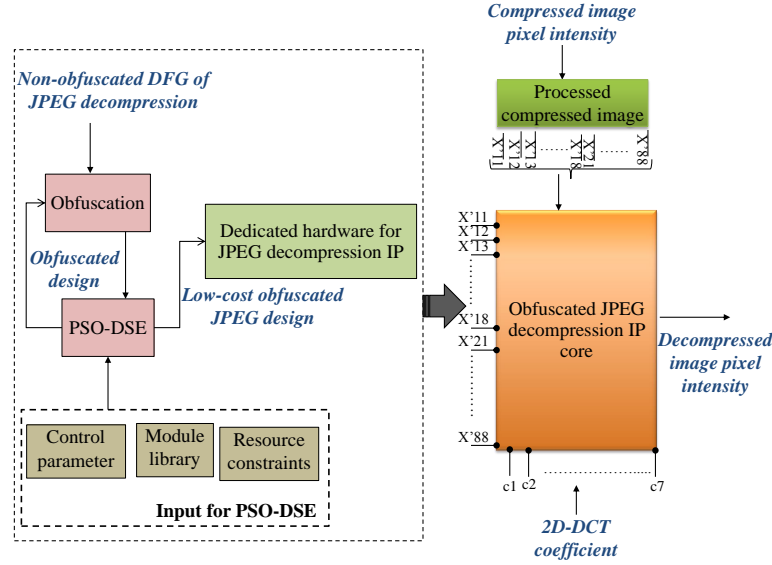 Non-obfuscated DFG of
JPEG decompression
Obfuscation
Obfuscated
design
PSO-DSE
Dedicated hardware for
JPEG decompression IP
Low-cost obfuscated
JPEG design
Control
parameter
Module
library
Resource
constraints
Input for PSO-DSE
Compressed image
pixel intensity
Processed
compressed image
X'11
X'12
X'13
X'18
X'21
X'88
X'11
X'12
X'13
X'18
X'21
X'88
Obfuscated JPEG
decompression IP
core
Decompressed
image pixel
intensity
c1 c2 c7
2D-DCT
coefficient